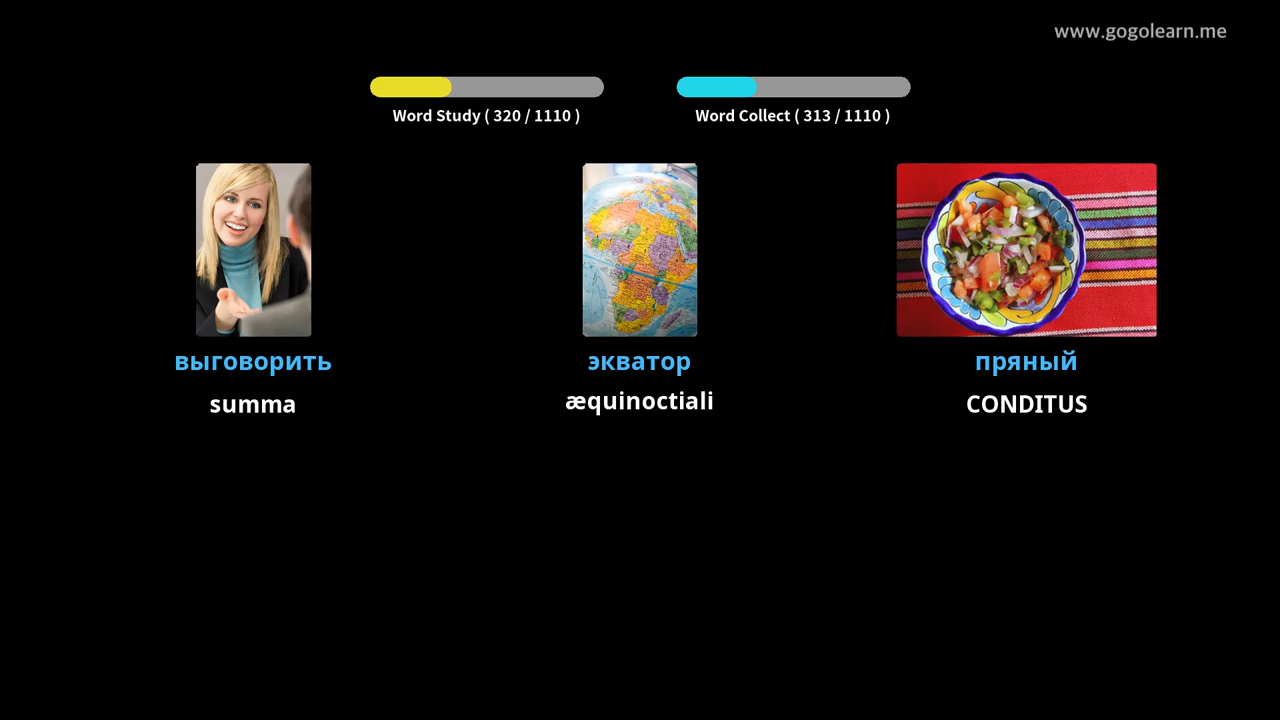 www.gogolearn.me
Word Study ( 320 / 1110 )
Word Collect ( 313 / 1110 )
выговорить
экватор
пряный
summa
æquinoctiali
CONDITUS